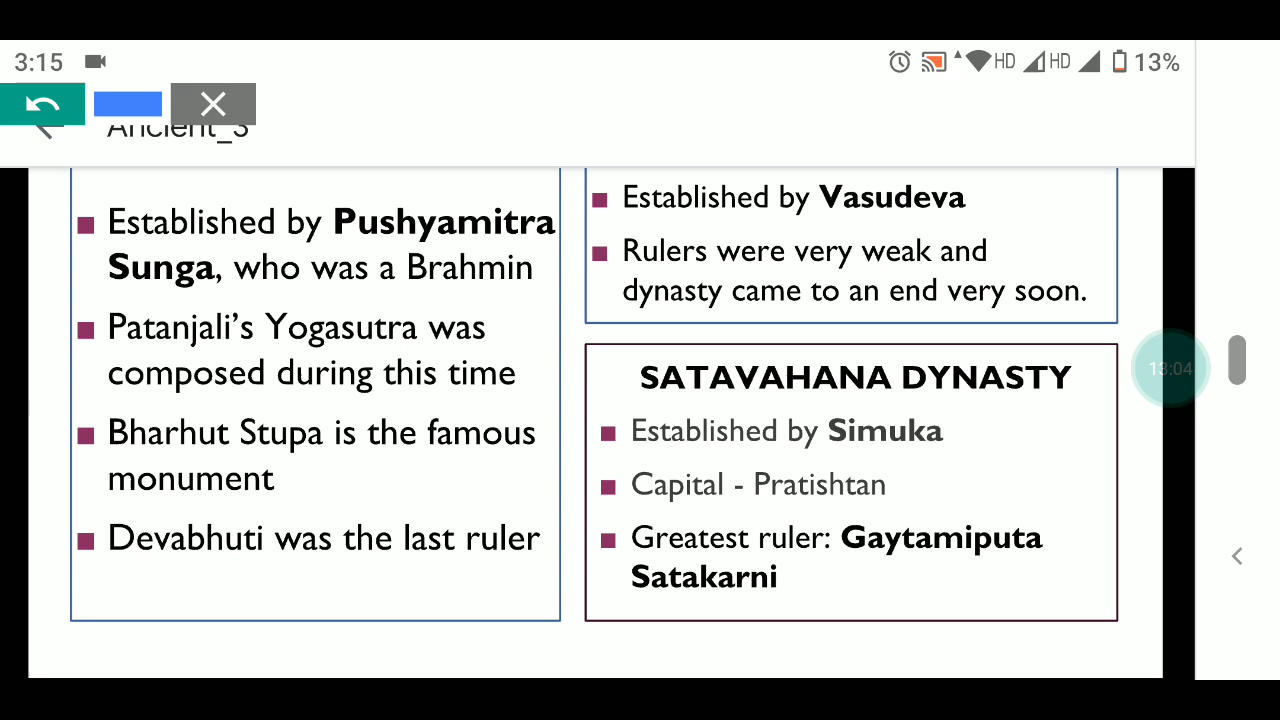 3:15
HD HD 13%
Ancient_3
Established by Pushyamitra
Sunga, who was a Brahmin
Patanjali's Yogasutra was
composed during this time
Bharhut Stupa is the famous
monument
Devabhuti was the last ruler
Established by Vasudeva
Rulers were very weak and
dynasty came to an end very soon.
SATAVAHANA DYNASTY
Established by Simuka
Capital - Pratishtan
Greatest ruler: Gaytamiputa
Satakarni
13:04